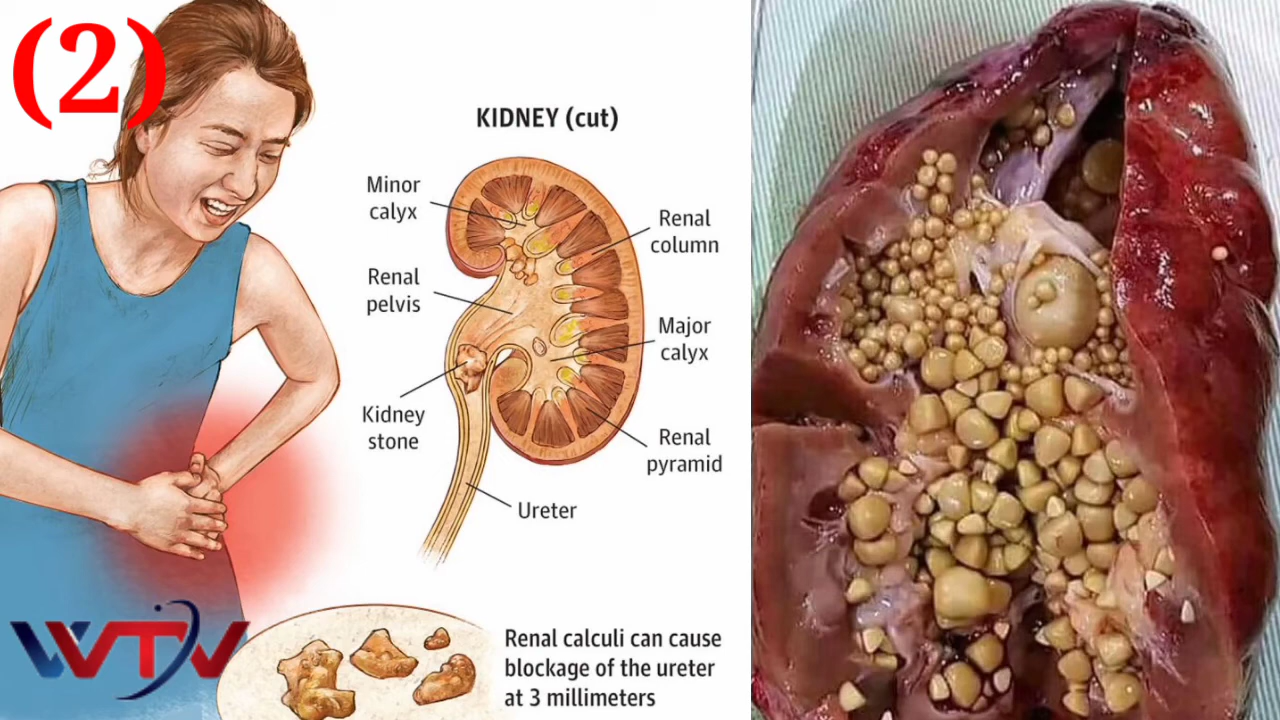 (2)
KIDNEY (cut)
Minor
calyx
Renal
column
Renal
pelvis
Major
calyx
Kidney
stone
Renal
pyramid
Ureter
WTV
Renal calculi can cause
blockage of the ureter
at 3 millimeters